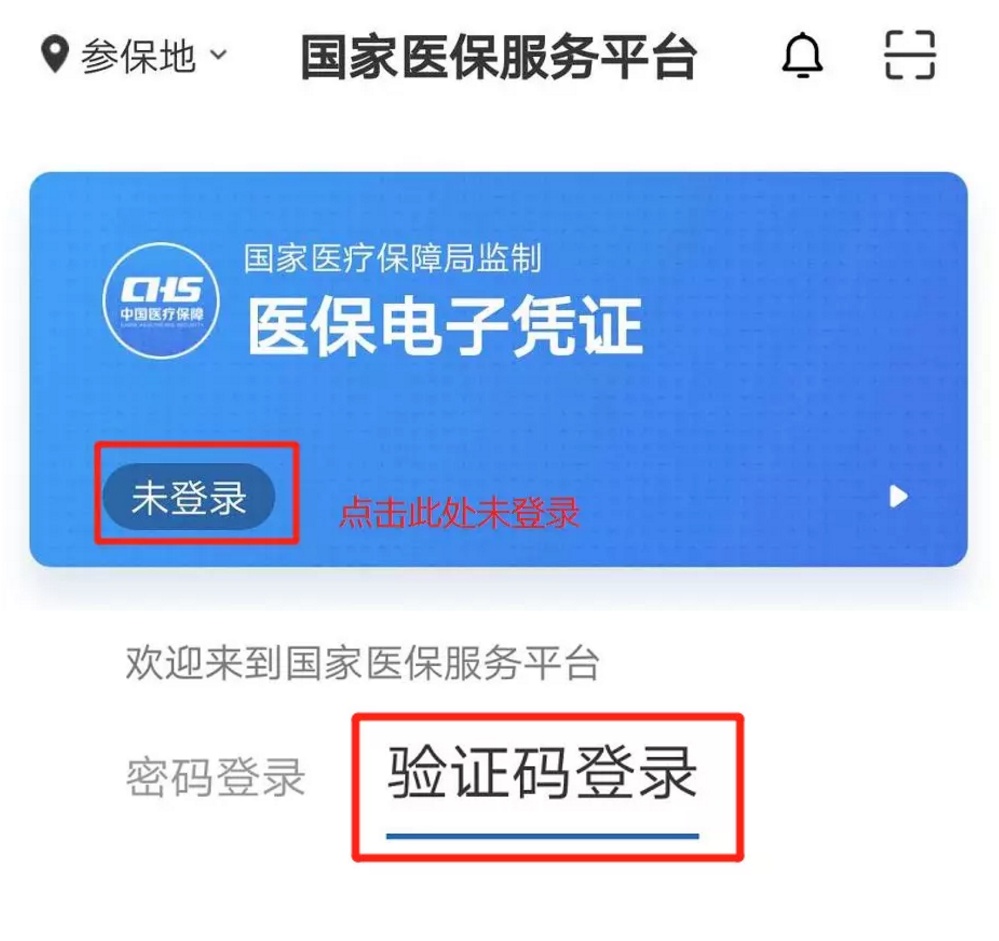 参保地
国家医保服务平台
国家医疗保障局监制
CHS
中国医疗保障
医保电子凭证
未登录
点击此处未登录
欢迎来到国家医保服务平台
密码登录
验证码登录